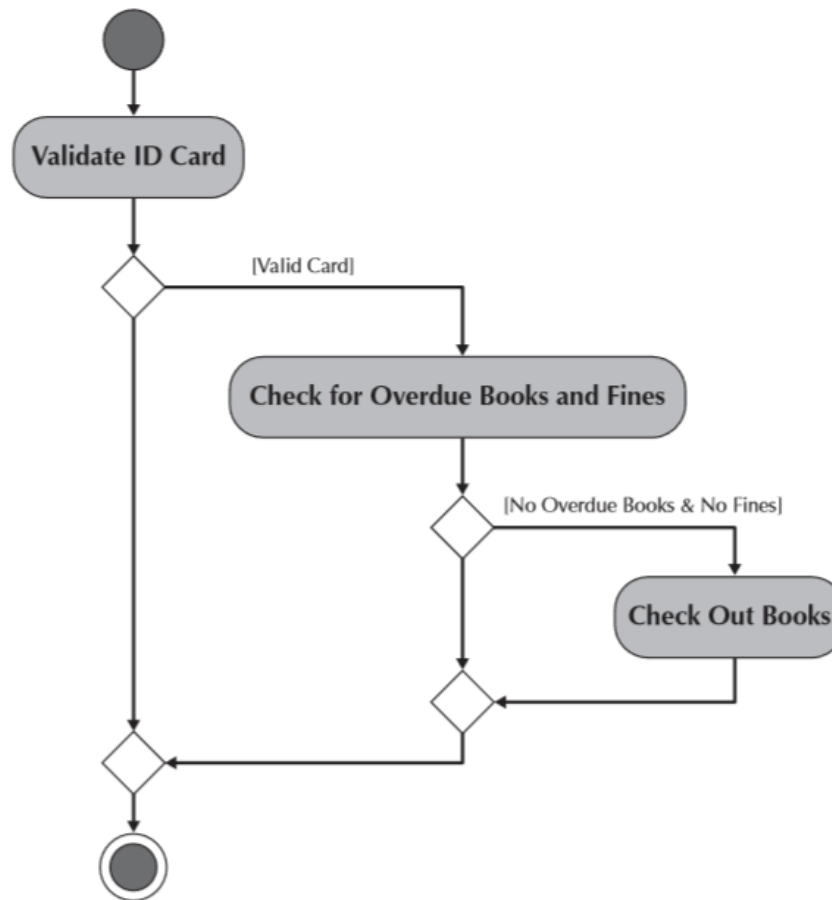 Validate ID Card
[Valid Card]
Check for Overdue Books and Fines
[No Overdue Books & No Fines]
Check Out Books